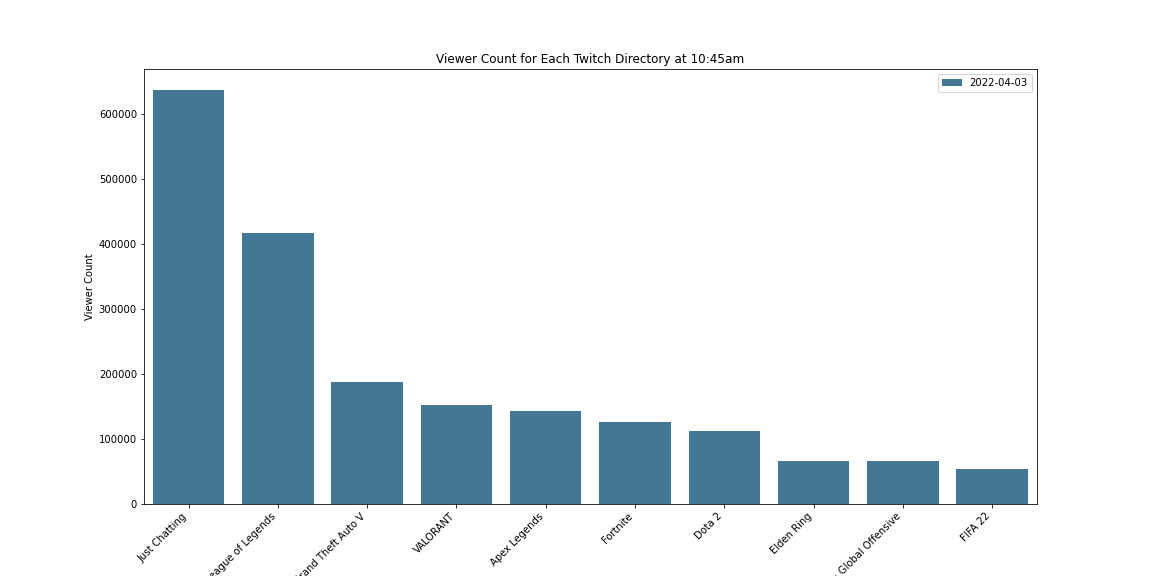 Viewer Count for Each Twitch Directory at 10:45am
2022-04-03
Viewer Count
600000
500000
400000
300000
200000
100000
0
Just Chatting
eague of Legends
rand Theft Auto V
VALORANT
Apex Legends
Fortnite
Dota 2
Elden Ring
: Global Offensive
FIFA 22